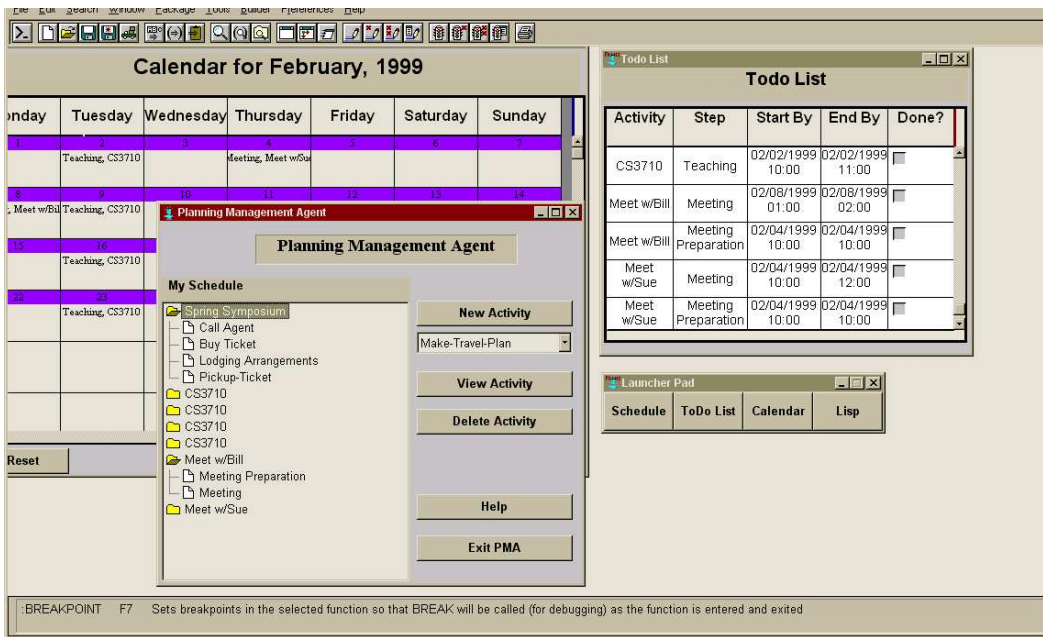 File Edit Search Window Package Tools Builder Preferences Help
Calendar for February, 1999
onday Tuesday Wednesday Thursday Friday Saturday Sunday
1 2 3 4 5 6 7
Teaching, CS3710 Meeting, Meet w/Su
8 9 10 11 12 13 14
, Meet w/Bil Teaching, CS3710
15 16
Teaching, CS3710
22 23
Teaching, CS3710
Reset
Planning Management Agent
Planning Management Agent
My Schedule
Spring Symposium
Call Agent
Buy Ticket
Lodging Arrangements
Pickup-Ticket
CS3710
CS3710
CS3710
CS3710
Meet w/Bill
Meeting Preparation
Meeting
Meet w/Sue
New Activity
Make-Travel-Plan
View Activity
Delete Activity
Help
Exit PMA
Todo List
Todo List
Activity Step Start By End By Done?
CS3710 Teaching 02/02/1999 10:00 02/02/1999 11:00
Meet w/Bill Meeting 02/08/1999 01:00 02/08/1999 02:00
Meet w/Bill Meeting Preparation 02/04/1999 10:00 02/04/1999 10:00
Meet w/Sue Meeting 02/04/1999 10:00 02/04/1999 12:00
Meet w/Sue Meeting Preparation 02/04/1999 10:00 02/04/1999 10:00
Launcher Pad
Schedule ToDo List Calendar Lisp
:BREAKPOINT F7 Sets breakpoints in the selected function so that BREAK will be called (for debugging) as the function is entered and exited